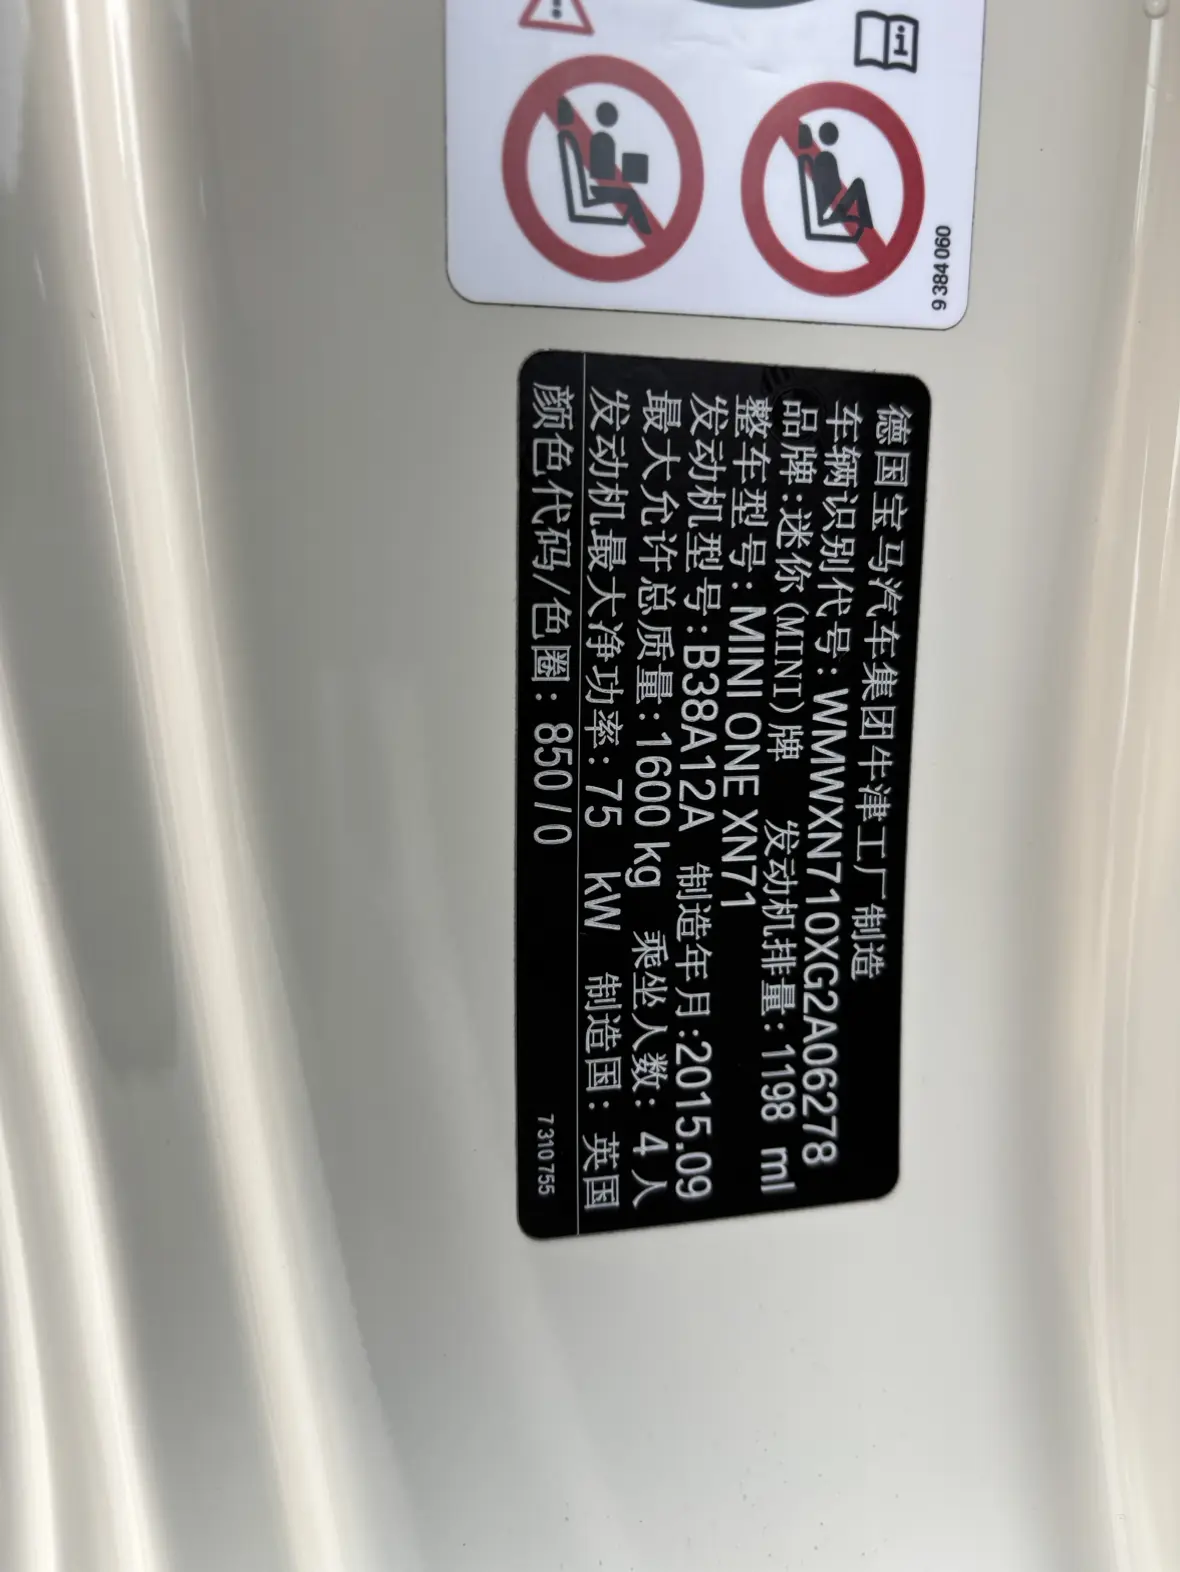 9 384 060
德国宝马汽车集团牛津工厂制造
车辆识别代号:WMWXN710XG2A06278
品牌:迷你(MINI)牌 发动机排量:1198 ml
整车型号:MINI ONE XN71
发动机型号:B38A12A 制造年月:2015.09
最大允许总质量:1600 kg 乘坐人数: 4 人
发动机最大净功率: 75 kW 制造国: 英国
颜色代码/色圈: 850 / 0
7 310 755